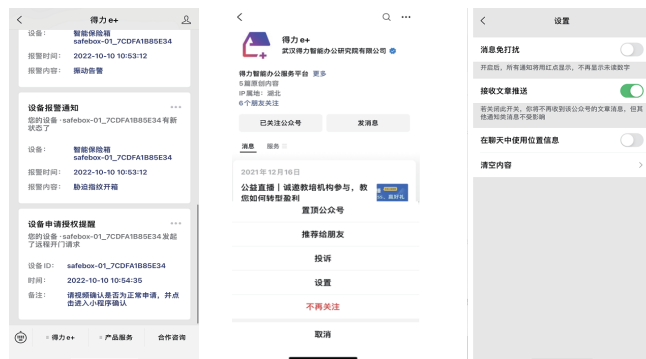 得力 e+
设备：
智能保险箱
safebox-01_7CDFA1B85E34
报警时间：
2022-10-10 10:53:12
报警内容：
振动告警
设备报警通知
您的设备-safebox-01_7CDFA1B85E34 有新
状态了
设备：
智能保险箱
safebox-01_7CDFA1B85E34
报警时间：
2022-10-10 10:53:12
报警内容：
胁迫指纹开箱
设备申请授权提醒
您的设备-safebox-01_7CDFA1B85E34发起
了远程开门请求
设备ID：
safebox-01_7CDFA1B85E34
时间：
2022-10-10 10:54:35
备注：
请视频确认是否为正常申请，并点
击进入小程序确认
得力e+
产品服务
合作咨询
得力 e+
武汉得力智能办公研究院有限公司
得力智能办公服务平台 更多
5篇原创内容
IP属地：湖北
6个朋友关注
已关注公众号
发消息
消息
服务
2021年12月16日
公益直播丨诚邀教培机构参与，教
您如何转型盈利
置顶公众号
推荐给朋友
投诉
设置
不再关注
取消
设置
消息免打扰
开启后，所有通知将用红点显示，不再显示未读数字
接收文章推送
若关闭此开关，你将不再收到该公众号的文章消息，但其
他通知类消息不受影响
在聊天中使用位置信息
清空内容